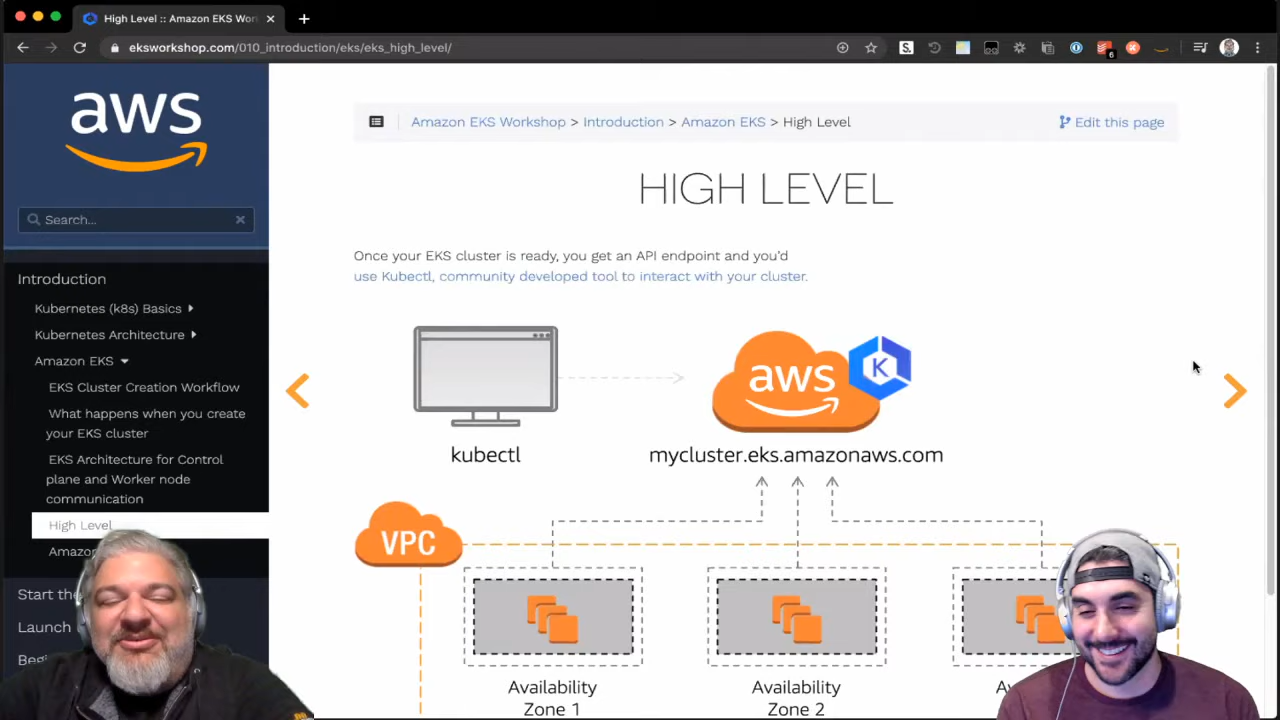 High Level :: Amazon EKS Wor
eksworkshop.com/010_introduction/eks/eks_high_level/
6
aws
Search...
Introduction
Kubernetes (k8s) Basics
Kubernetes Architecture
Amazon EKS
EKS Cluster Creation Workflow
What happens when you create
your EKS cluster
EKS Architecture for Control
plane and Worker node
communication
High Level
Amazon
Start the
Launch
Amazon EKS Workshop > Introduction > Amazon EKS > High Level
Edit this page
HIGH LEVEL
Once your EKS cluster is ready, you get an API endpoint and you'd
use Kubectl, community developed tool to interact with your cluster.
aws
K
kubectl
mycluster.eks.amazonaws.com
VPC
Availability
Zone 1
Availability
Zone 2